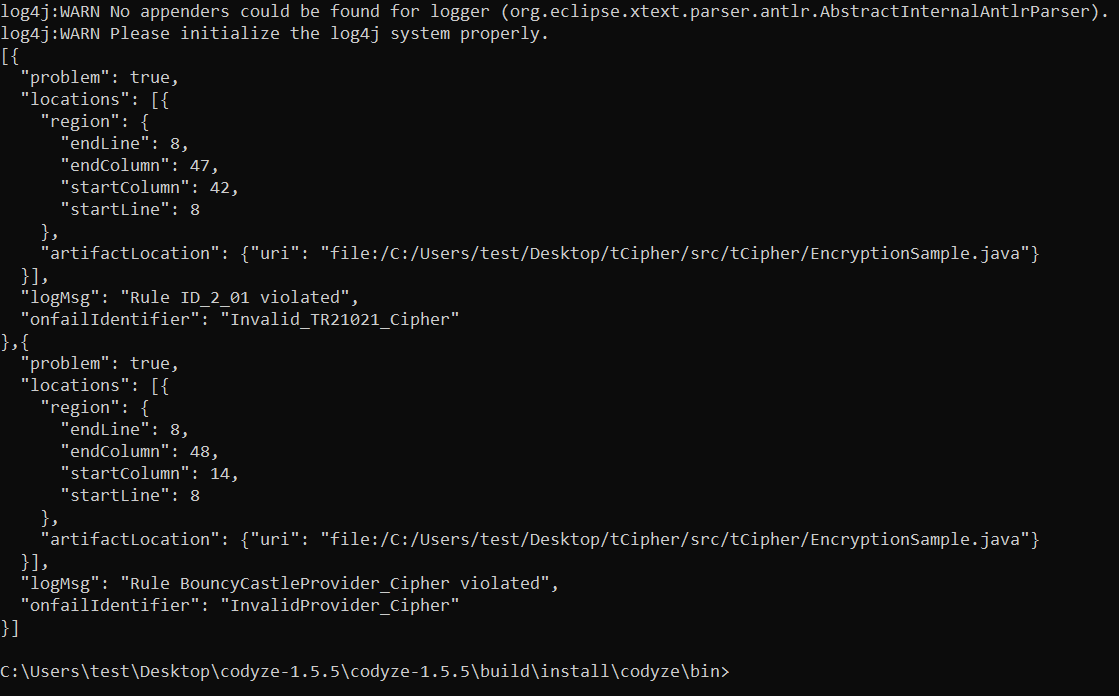 log4j:WARN No appenders could be found for logger (org.eclipse.xtext.parser.antlr.AbstractInternalAntlrParser).
log4j:WARN Please initialize the log4j system properly.
[{
  "problem": true,
  "locations": [{
    "region": {
      "endLine": 8,
      "endColumn": 47,
      "startColumn": 42,
      "startLine": 8
    },
    "artifactLocation": {"uri": "file:/C:/Users/test/Desktop/tCipher/src/tCipher/EncryptionSample.java"}
  }],
  "logMsg": "Rule ID_2_01 violated",
  "onfailIdentifier": "Invalid_TR21021_Cipher"
},{
  "problem": true,
  "locations": [{
    "region": {
      "endLine": 8,
      "endColumn": 48,
      "startColumn": 14,
      "startLine": 8
    },
    "artifactLocation": {"uri": "file:/C:/Users/test/Desktop/tCipher/src/tCipher/EncryptionSample.java"}
  }],
  "logMsg": "Rule BouncyCastleProvider_Cipher violated",
  "onfailIdentifier": "InvalidProvider_Cipher"
}]
C:\Users\test\Desktop\codyze-1.5.5\codyze-1.5.5\build\install\codyze\bin>